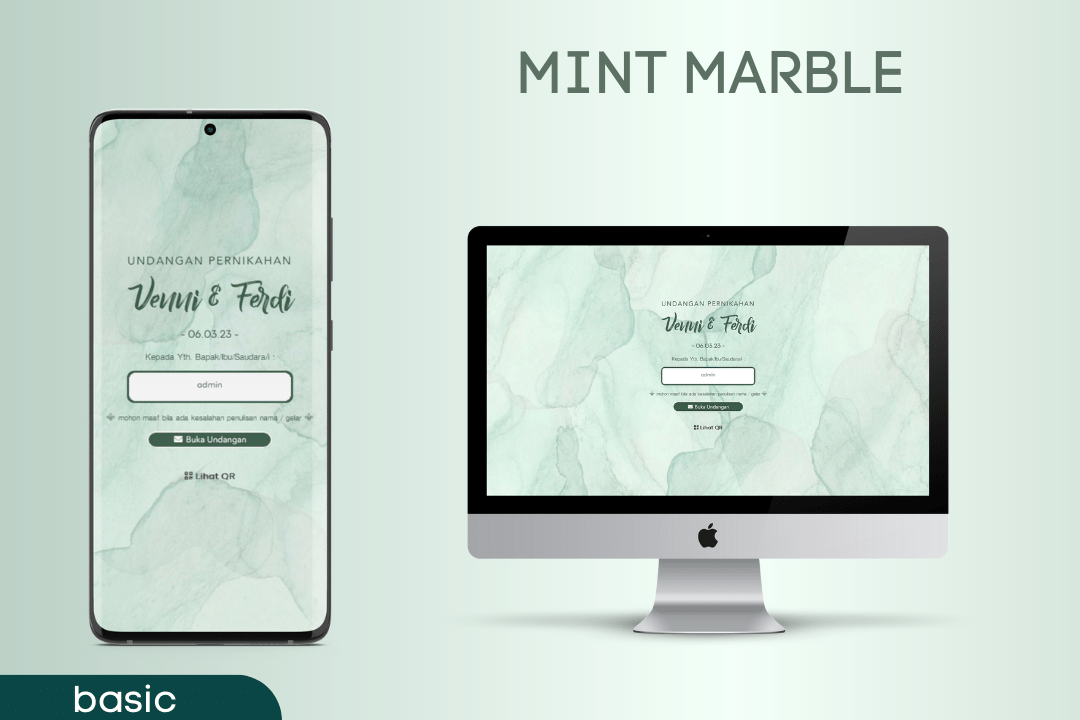 MINT MARBLE
UNDANGAN PERNIKAHAN
Venni & Ferdi
- 06.03.23 -
Kepada Yth. Bapak/Ibu/Saudara/i :
admin
mohon maaf bila ada kesalahan penulisan nama / gelar
Buka Undangan
Lihat QR
UNDANGAN PERNIKAHAN
Venni & Ferdi
- 06.03.23 -
Kepada Yth. Bapak/Ibu/Saudara/i :
admin
mohon maaf bila ada kesalahan penulisan nama / gelar
Buka Undangan
Lihat QR
basic